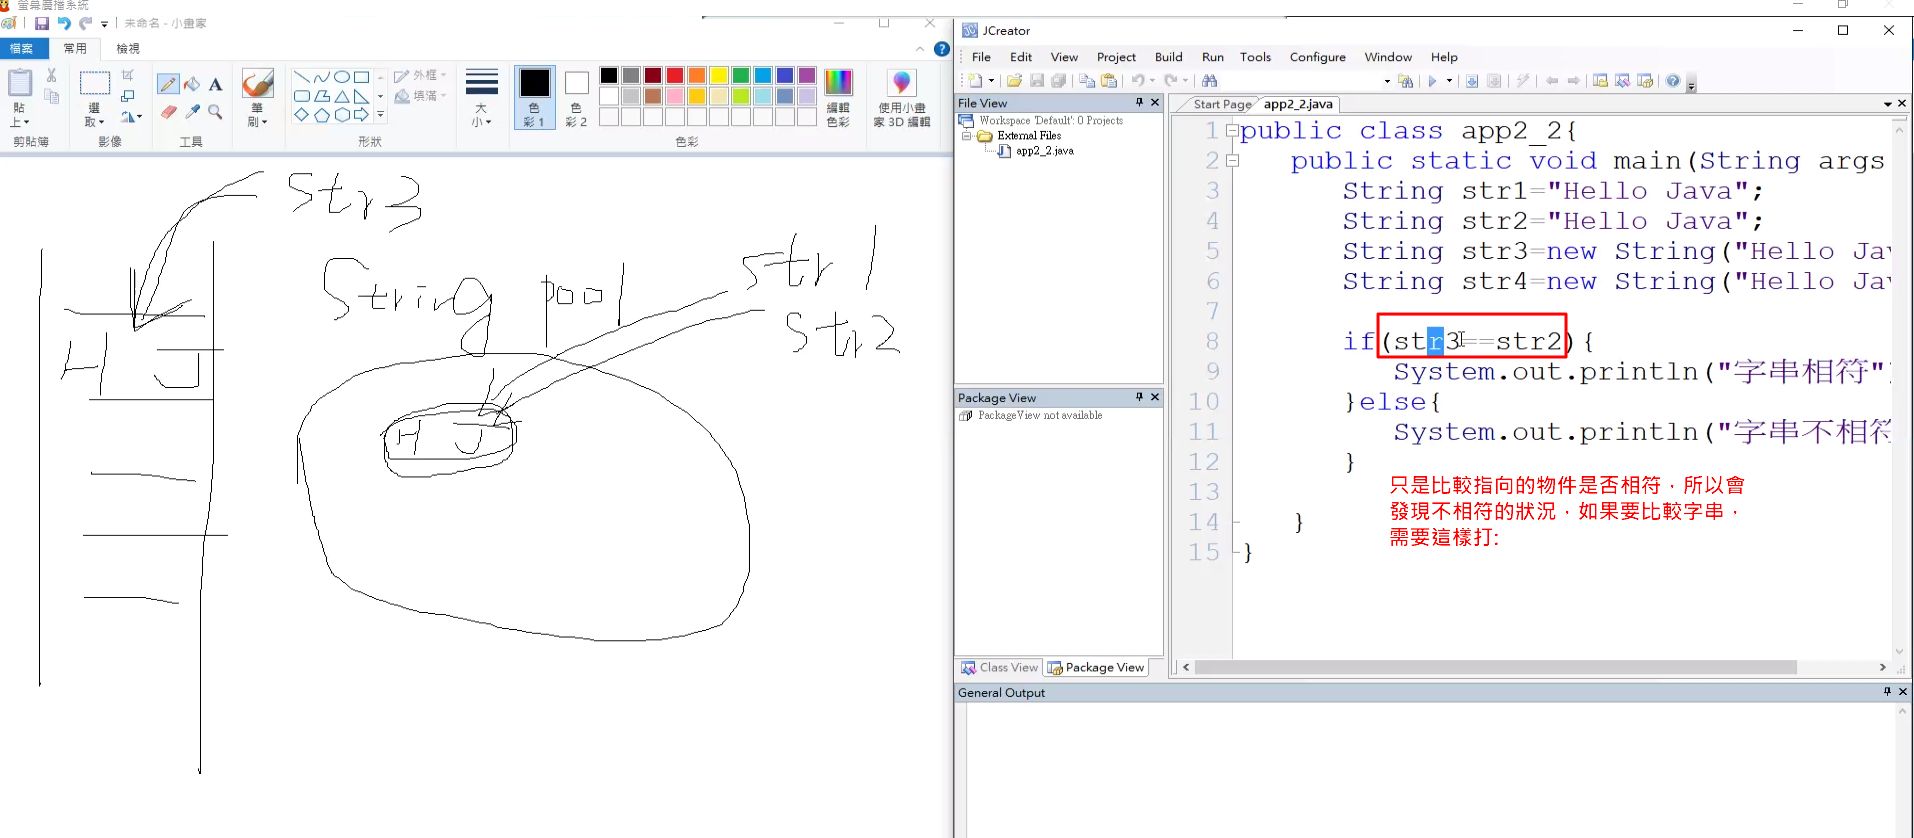 螢幕廣播系統
未命名 - 小畫家
檔案
常用
檢視
貼上
剪貼簿
選取
影像
工具
筆刷
外框
填滿
形狀
大小
色彩 1
色彩 2
編輯色彩
使用小畫家 3D 編輯
色彩
str3
String pool
str1
str2
H J
H J
JCreator
File Edit View Project Build Run Tools Configure Window Help
File View
Workspace 'Default': 0 Projects
External Files
app2_2.java
Package View
PackageView not available
Class View
Package View
Start Page
app2_2.java
1 public class app2_2{
2 public static void main(String args
3 String str1="Hello Java";
4 String str2="Hello Java";
5 String str3=new String("Hello Jav
6 String str4=new String("Hello Jav
7
8 if(str3==str2){
9 System.out.println("字串相符"
10 }else{
11 System.out.println("字串不相符
12 }
13
14 }
15 }
只是比較指向的物件是否相符，所以會
發現不相符的狀況，如果要比較字串，
需要這樣打:
General Output